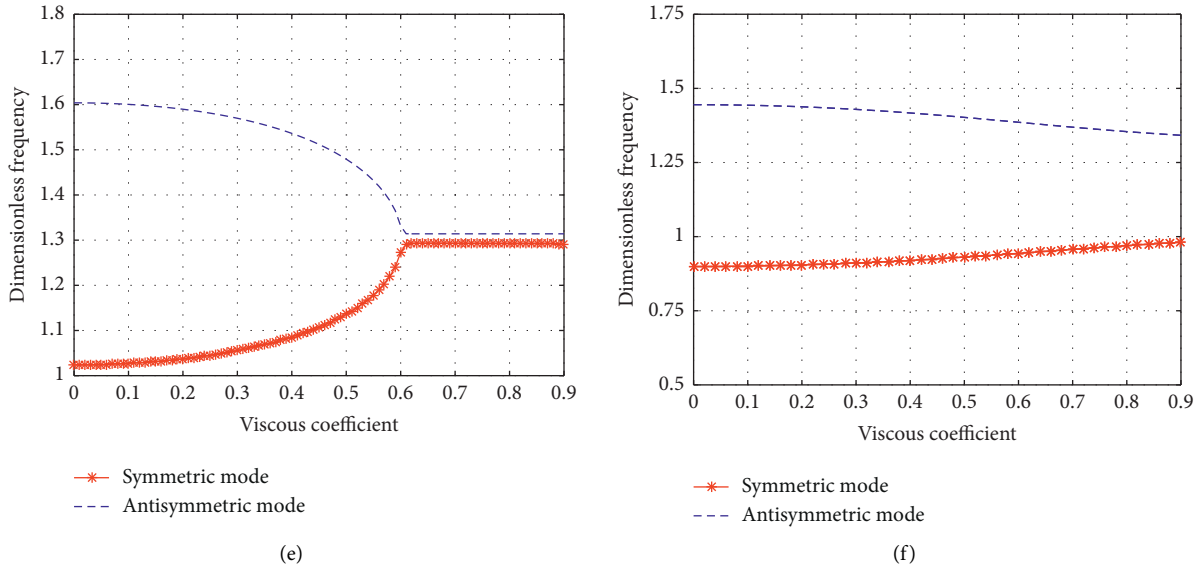 1.8
1.7
1.6
1.5
1.4
1.3
1.2
1.1
1
Dimensionless frequency
0 0.1 0.2 0.3 0.4 0.5 0.6 0.7 0.8 0.9
Viscous coefficient
Symmetric mode
Antisymmetric mode
(e)
1.75
1.5
1.25
1
0.75
0.5
Dimensionless frequency
0 0.1 0.2 0.3 0.4 0.5 0.6 0.7 0.8 0.9
Viscous coefficient
Symmetric mode
Antisymmetric mode
(f)